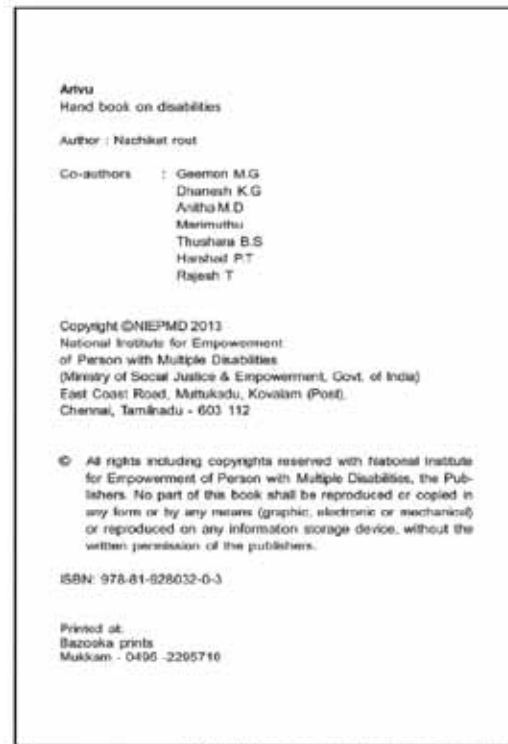 Arivu
Hand book on disabilities
Author : Nachiket rout
Co-authors : Geemon M.G
Dhanesh K.G
Anitha M.D
Marimuthu
Thushara B.S
Harshad P.T
Rajesh T
Copyright ©NIEPMD 2013
National Institute for Empowerment
of Person with Multiple Disabilities
(Ministry of Social Justice & Empowerment, Govt. of India)
East Coast Road, Muttukadu, Kovalam (Post),
Chennai, Tamilnadu - 603 112
© All rights including copyrights reserved with National Institute
for Empowerment of Person with Multiple Disabilities, the Pub-
lishers. No part of this book shall be reproduced or copied in
any form or by any means (graphic, electronic or mechanical)
or reproduced on any information storage device, without the
written permission of the publishers.
ISBN: 978-81-928032-0-3
Printed at:
Bazooka prints
Mukkam - 0495 -2295716